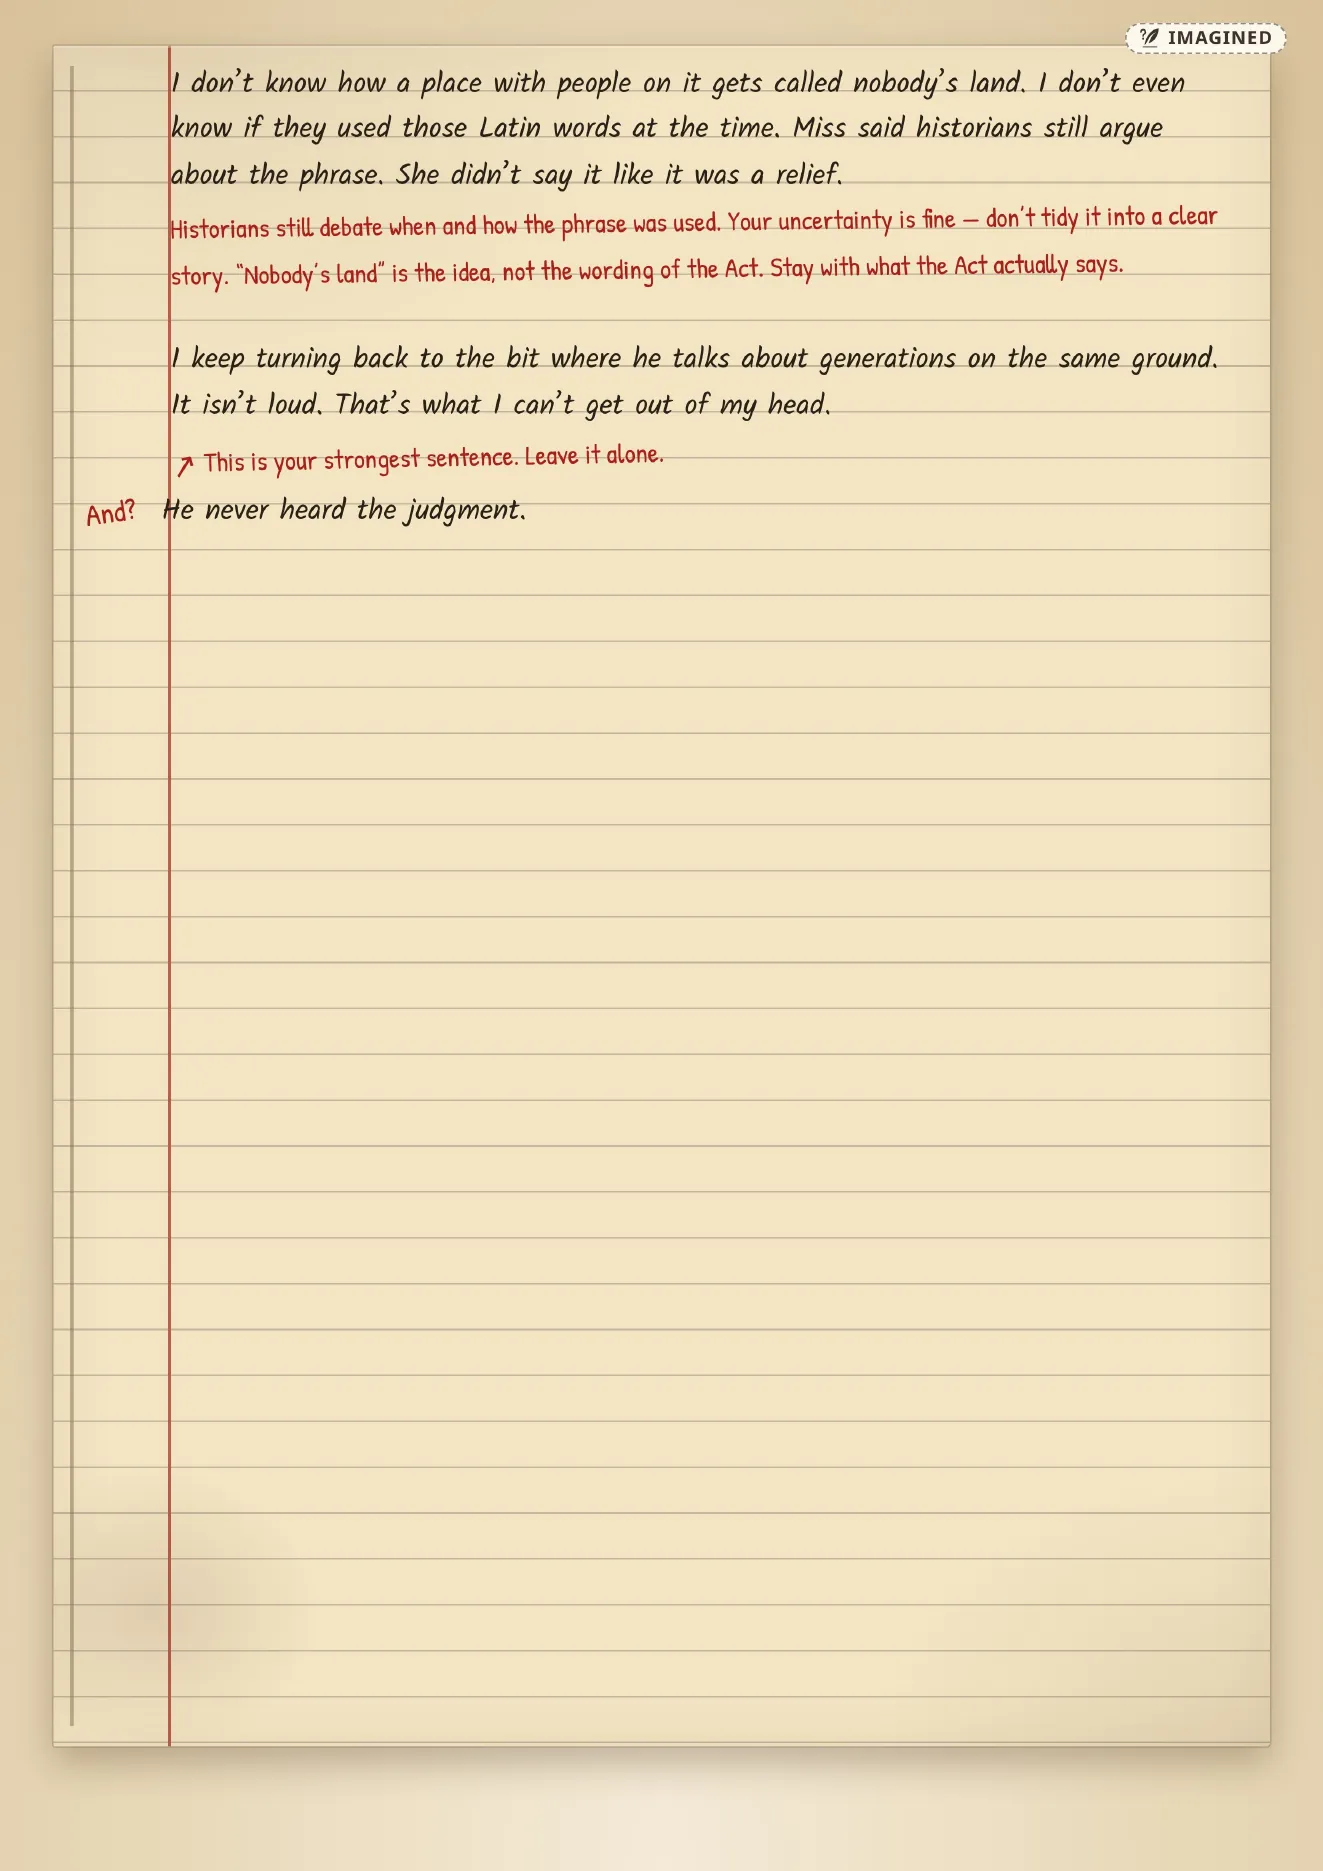 IMAGINED
I don’t know how a place with people on it gets called nobody’s land. I don’t even
know if they used those Latin words at the time. Miss said historians still argue
about the phrase. She didn’t say it like it was a relief.
Historians still debate when and how the phrase was used. Your uncertainty is fine — don’t tidy it into a clear
story. “Nobody’s land” is the idea, not the wording of the Act. Stay with what the Act actually says.
I keep turning back to the bit where he talks about generations on the same ground.
It isn’t loud. That’s what I can’t get out of my head.
↗ This is your strongest sentence. Leave it alone.
And? He never heard the judgment.